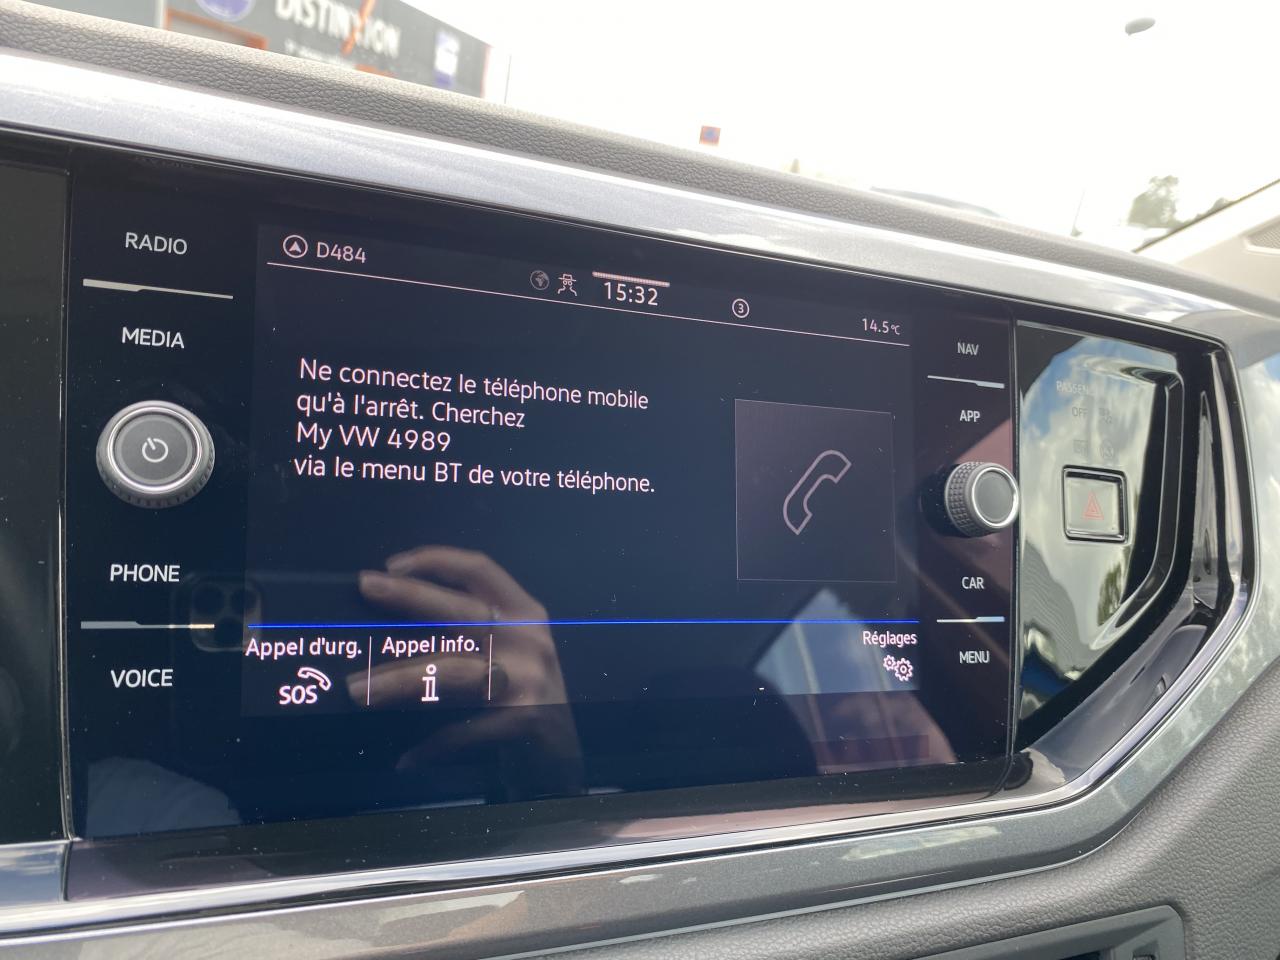 DISTINXION
RADIO
MEDIA
PHONE
VOICE
D484
15:32
3
14.5°C
Ne connectez le téléphone mobile
qu'à l'arrêt. Cherchez
My VW 4989
via le menu BT de votre téléphone.
Appel d'urg.
SOS
Appel info.
i
Réglages
NAV
APP
CAR
MENU
OFF